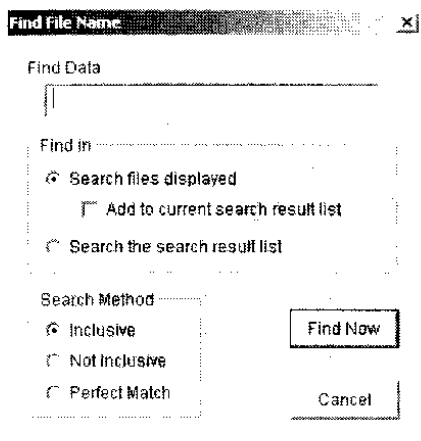 Find File Name
Find Data
Find in
Search files displayed
Add to current search result list
Search the search result list
Search Method
Inclusive
Not Inclusive
Perfect Match
Find Now
Cancel